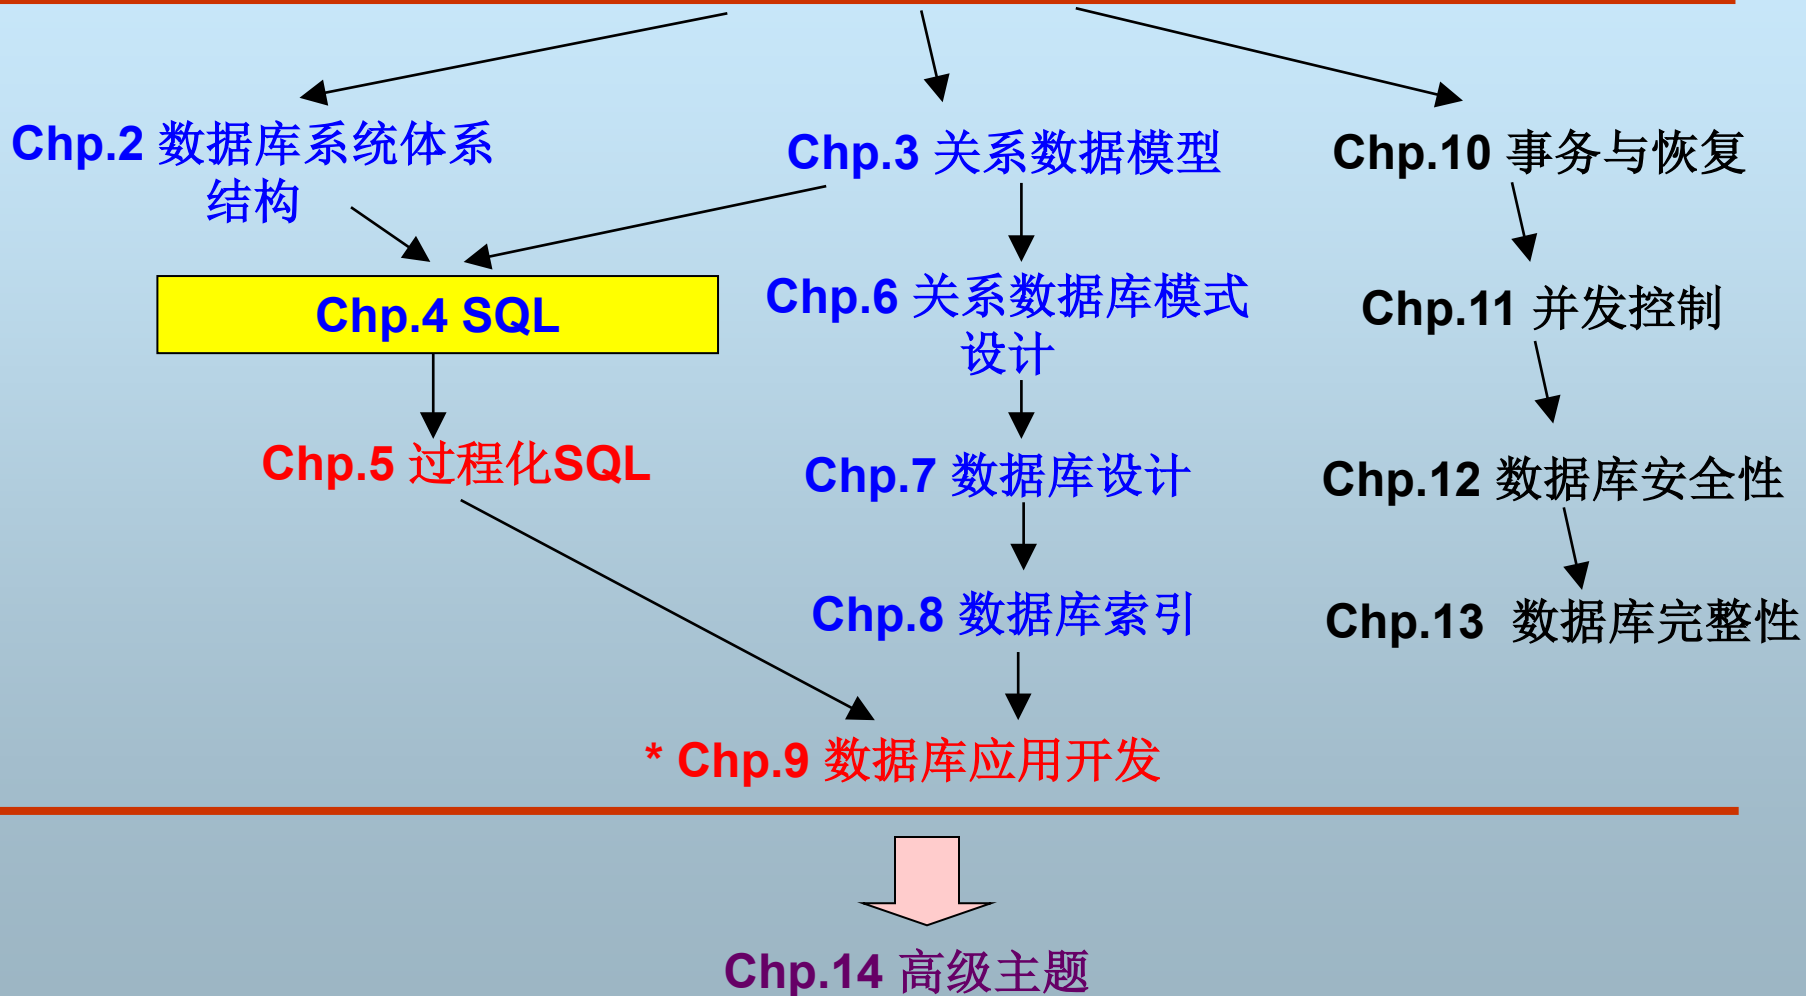 Chp.2 数据库系统体系
结构
Chp.3 关系数据模型
Chp.10 事务与恢复
Chp.4 SQL
Chp.6 关系数据库模式
设计
Chp.11 并发控制
Chp.5 过程化SQL
Chp.7 数据库设计
Chp.12 数据库安全性
Chp.8 数据库索引
Chp.13 数据库完整性
* Chp.9 数据库应用开发
Chp.14 高级主题